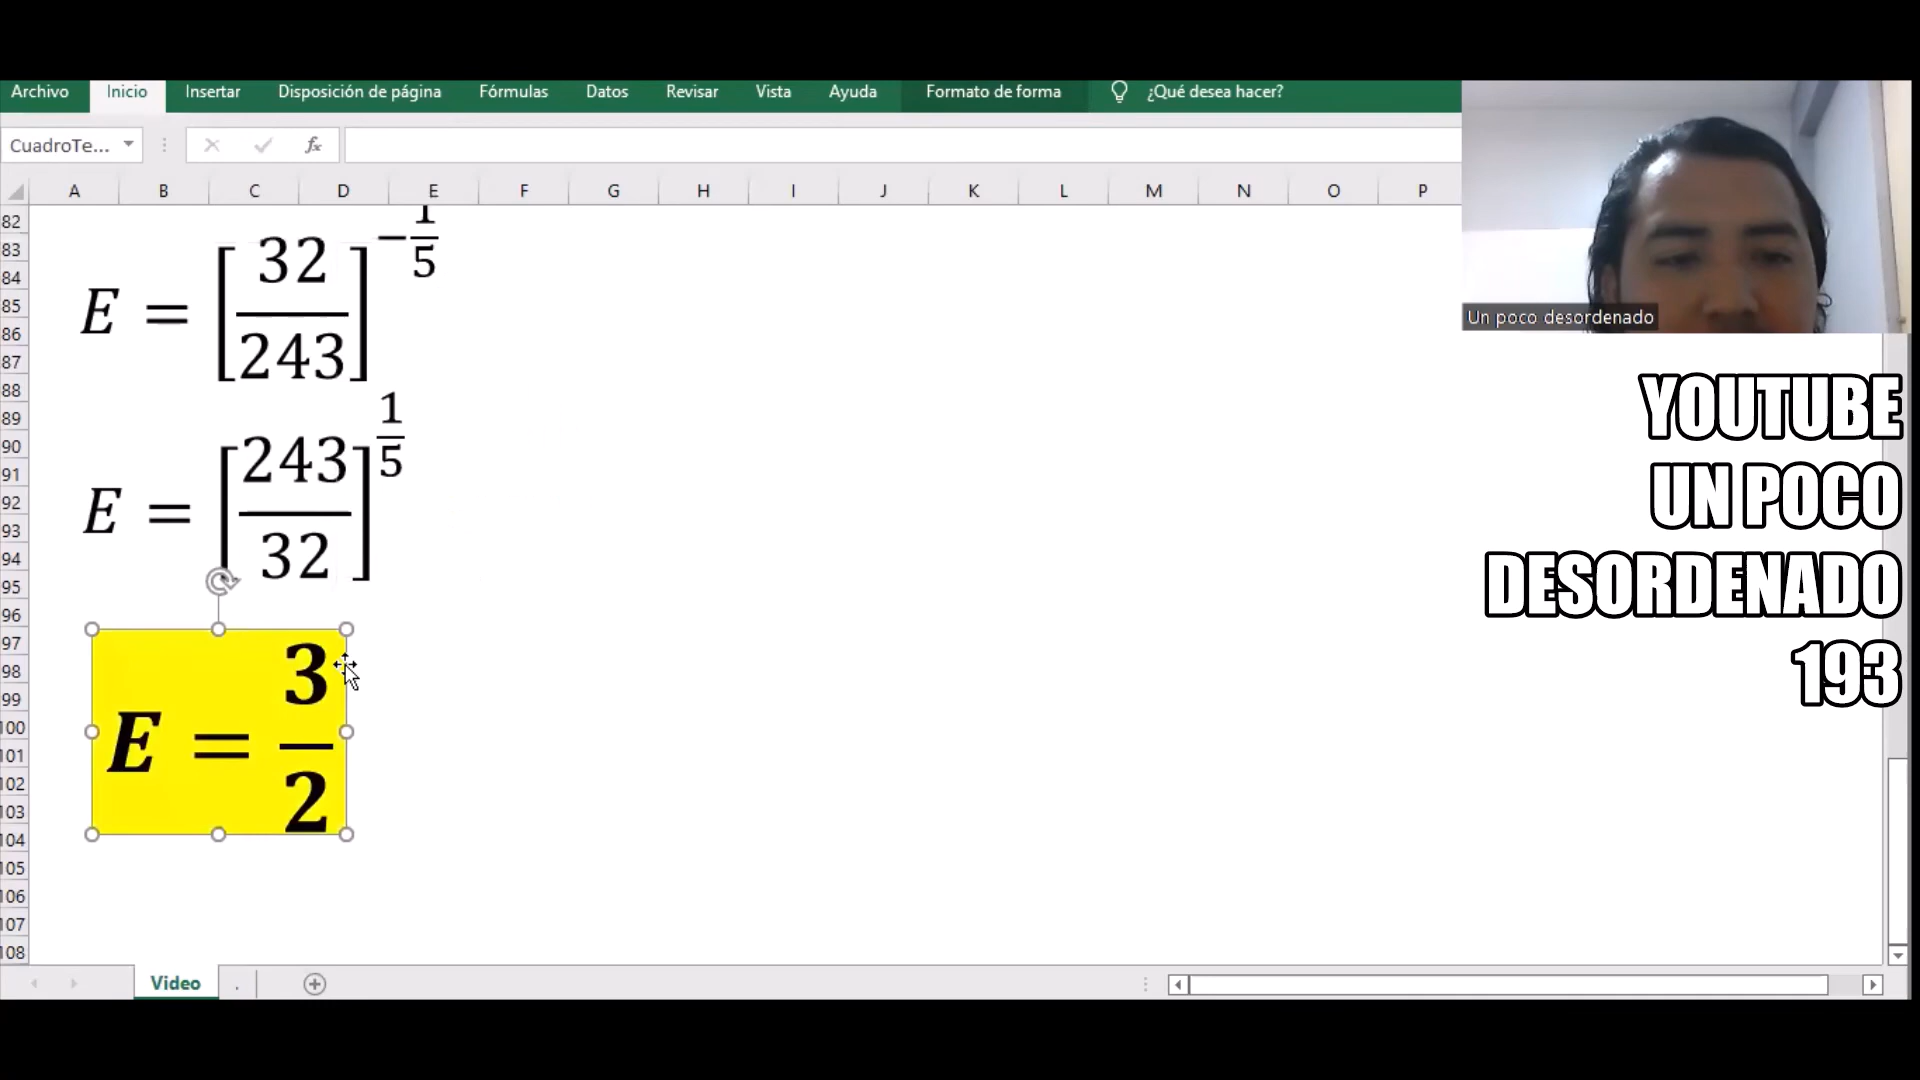 Archivo Inicio Insertar Disposición de página Fórmulas Datos Revisar Vista Ayuda Formato de forma ¿Qué desea hacer?
CuadroTe... fx
A B C D E F G H I J K L M N O P
82
83
84
85
86
87
88
89
90
91
92
93
94
95
96
97
98
99
100
101
102
103
104
105
106
107
108
E = [32/243]^(-1/5)
E = [243/32]^(1/5)
E = 3/2
Un poco desordenado
YOUTUBE
UN POCO
DESORDENADO
193
Video .